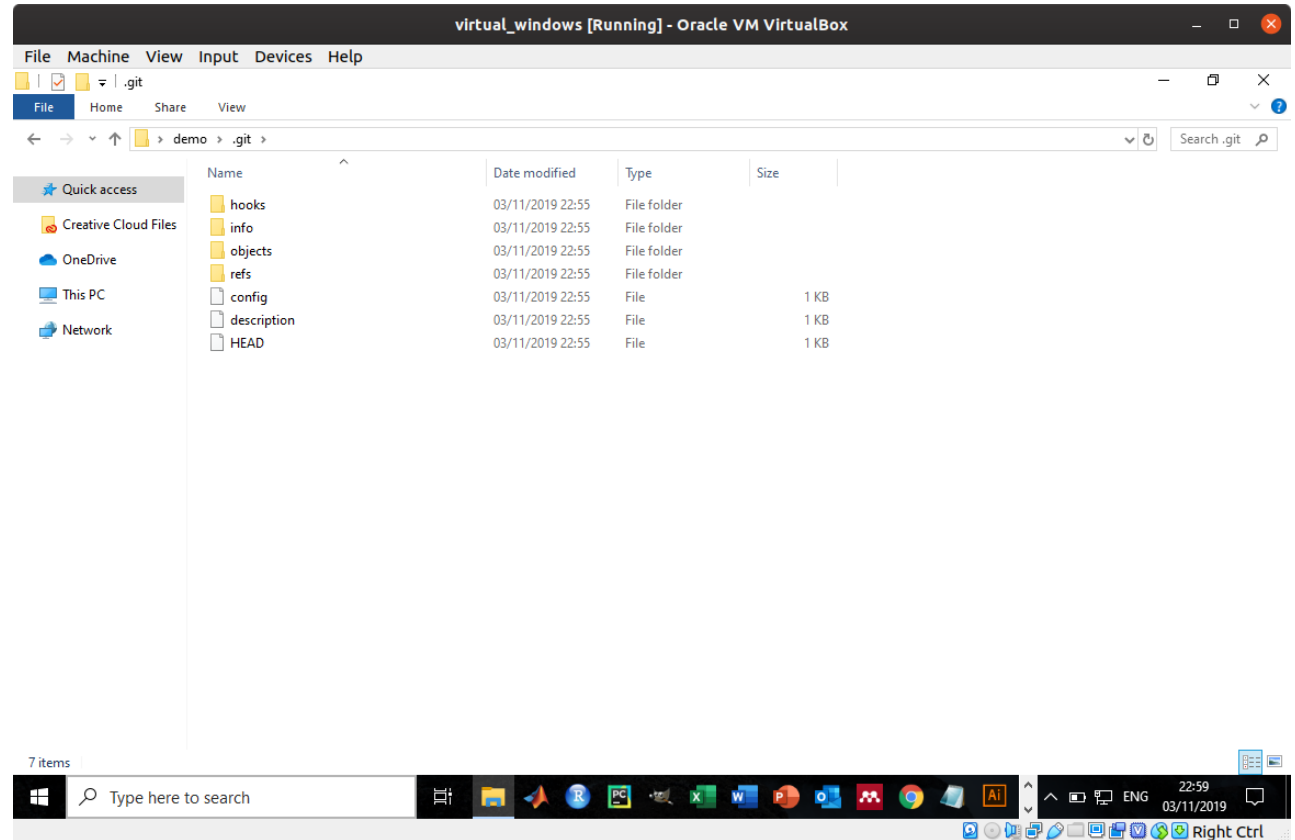 virtual_windows [Running] - Oracle VM VirtualBox
File Machine View Input Devices Help
.git
File Home Share View
demo > .git >
Search .git
Name Date modified Type Size
Quick access
Creative Cloud Files
OneDrive
This PC
Network
hooks 03/11/2019 22:55 File folder
info 03/11/2019 22:55 File folder
objects 03/11/2019 22:55 File folder
refs 03/11/2019 22:55 File folder
config 03/11/2019 22:55 File 1 KB
description 03/11/2019 22:55 File 1 KB
HEAD 03/11/2019 22:55 File 1 KB
7 items
Type here to search
R PC Ai
ENG
22:59
03/11/2019
Right Ctrl